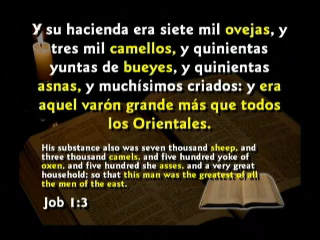 Y su hacienda era siete mil ovejas, y
tres mil camellos, y quinientas
yuntas de bueyes, y quinientas
asnas, y muchísimos criados: y era
aquel varón grande más que todos
los Orientales.
His substance also was seven thousand sheep, and
three thousand camels, and five hundred yoke of
oxen, and five hundred she asses, and a very great
household; so that this man was the greatest of all
the men of the east.
Job 1:3